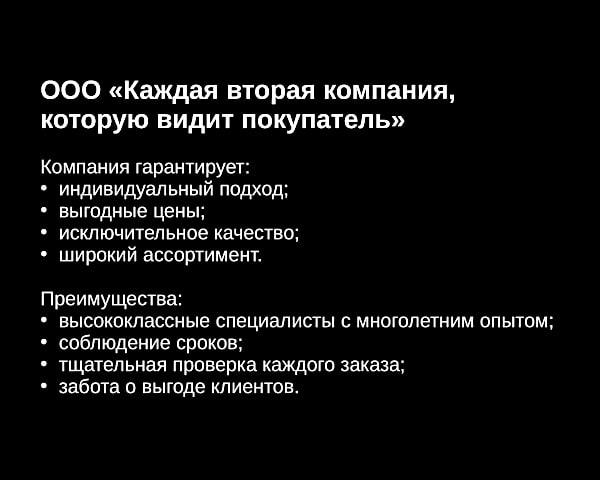 ООО «Каждая вторая компания,
которую видит покупатель»
Компания гарантирует:
• индивидуальный подход;
• выгодные цены;
• исключительное качество;
• широкий ассортимент.
Преимущества:
• высококлассные специалисты с многолетним опытом;
• соблюдение сроков;
• тщательная проверка каждого заказа;
• забота о выгоде клиентов.